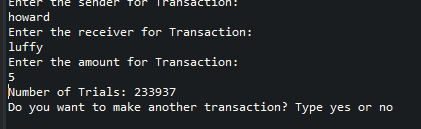 Enter the sender for Transaction:
howard
Enter the receiver for Transaction:
luffy
Enter the amount for Transaction:
5
Number of Trials: 233937
Do you want to make another transaction? Type yes or no